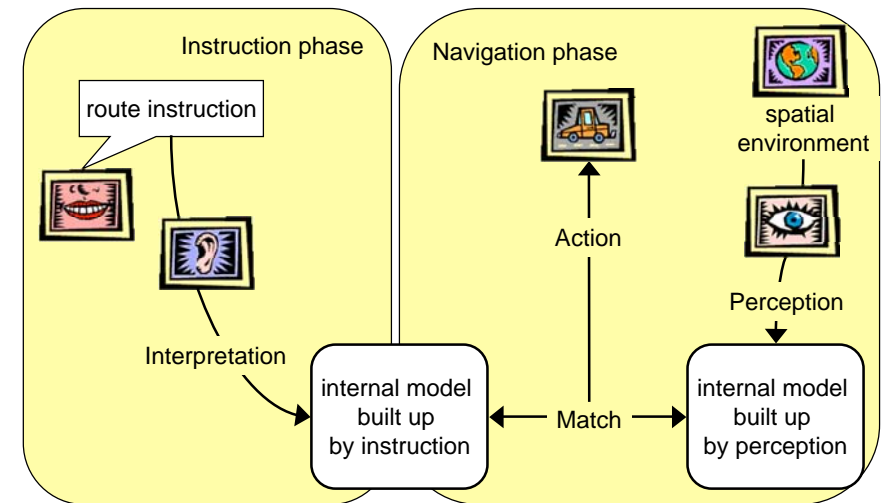 Instruction phase
route instruction
Interpretation
internal model
built up
by instruction
Navigation phase
spatial
environment
Action
Perception
Match
internal model
built up
by perception